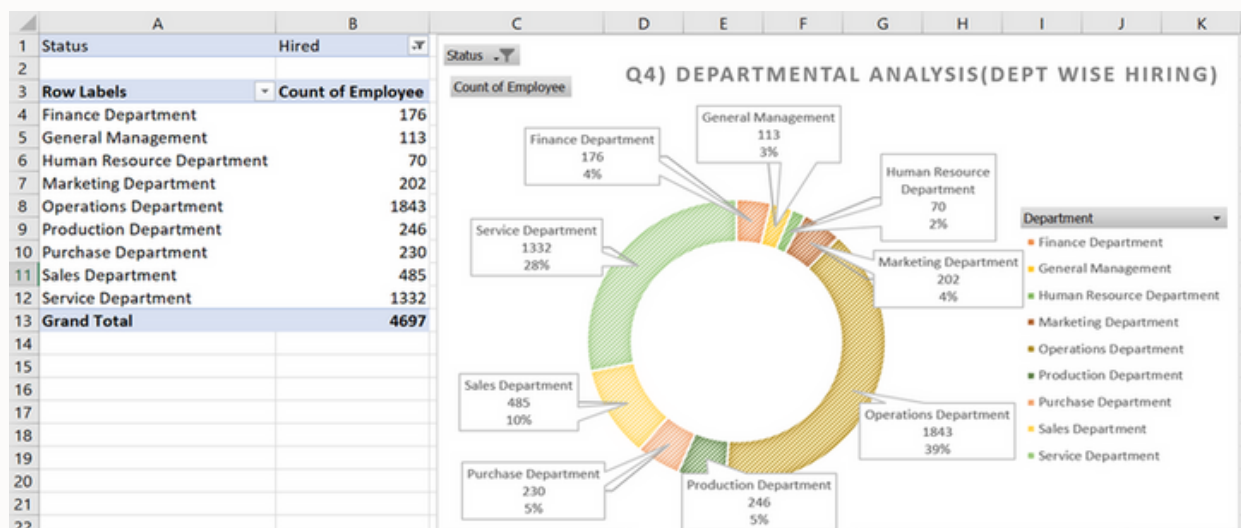 A B C D E F G H I J K
1 Status Hired
2
3 Row Labels Count of Employee
4 Finance Department 176
5 General Management 113
6 Human Resource Department 70
7 Marketing Department 202
8 Operations Department 1843
9 Production Department 246
10 Purchase Department 230
11 Sales Department 485
12 Service Department 1332
13 Grand Total 4697
14
15
16
17
18
19
20
21
22
Status
Count of Employee
Q4) DEPARTMENTAL ANALYSIS(DEPT WISE HIRING)
General Management
113
3%
Finance Department
176
4%
Human Resource
Department
70
2%
Service Department
1332
28%
Marketing Department
202
4%
Sales Department
485
10%
Operations Department
1843
39%
Purchase Department
230
5%
Production Department
246
5%
Department
Finance Department
General Management
Human Resource Department
Marketing Department
Operations Department
Production Department
Purchase Department
Sales Department
Service Department